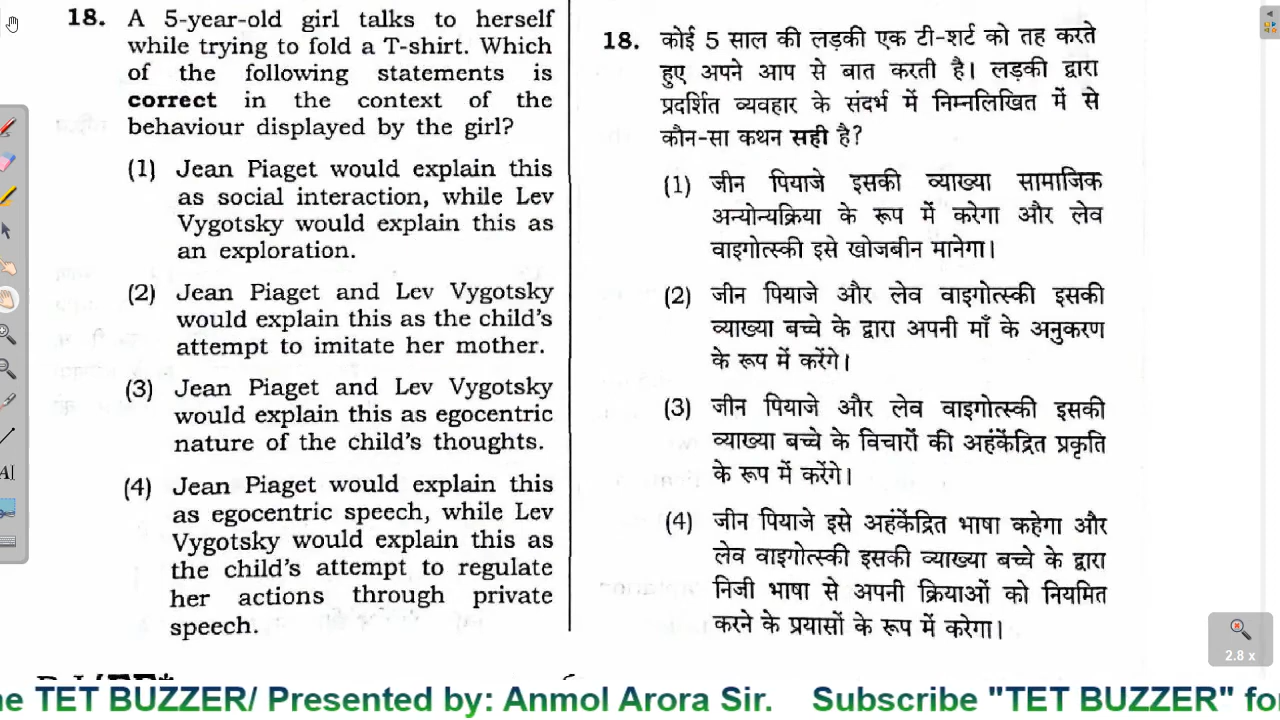 18. A 5-year-old girl talks to herself
while trying to fold a T-shirt. Which
of the following statements is
correct in the context of the
behaviour displayed by the girl?
(1) Jean Piaget would explain this
as social interaction, while Lev
Vygotsky would explain this as
an exploration.
(2) Jean Piaget and Lev Vygotsky
would explain this as the child's
attempt to imitate her mother.
(3) Jean Piaget and Lev Vygotsky
would explain this as egocentric
nature of the child's thoughts.
(4) Jean Piaget would explain this
as egocentric speech, while Lev
Vygotsky would explain this as
the child's attempt to regulate
her actions through private
speech.
18. कोई 5 साल की लड़की एक टी-शर्ट को तह करते
हुए अपने आप से बात करती है। लड़की द्वारा
प्रदर्शित व्यवहार के संदर्भ में निम्नलिखित में से
कौन-सा कथन सही है?
(1) जीन पियाजे इसकी व्याख्या सामाजिक
अन्योन्यक्रिया के रूप में करेगा और लेव
वाइगोत्स्की इसे खोजबीन मानेगा।
(2) जीन पियाजे और लेव वाइगोत्स्की इसकी
व्याख्या बच्चे के द्वारा अपनी माँ के अनुकरण
के रूप में करेंगे।
(3) जीन पियाजे और लेव वाइगोत्स्की इसकी
व्याख्या बच्चे के विचारों की अहंकेंद्रित प्रकृति
के रूप में करेंगे।
(4) जीन पियाजे इसे अहंकेंद्रित भाषा कहेगा और
लेव वाइगोत्स्की इसकी व्याख्या बच्चे के द्वारा
निजी भाषा से अपनी क्रियाओं को नियमित
करने के प्रयासों के रूप में करेगा।
AI
2.8 x
he TET BUZZER/ Presented by: Anmol Arora Sir. Subscribe "TET BUZZER" for